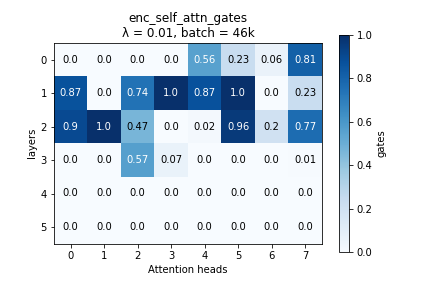 enc_self_attn_gates
λ = 0.01, batch = 46k
0 0.0 0.0 0.0 0.0 0.56 0.23 0.06 0.81
1 0.87 0.0 0.74 1.0 0.87 1.0 0.0 0.23
2 0.9 1.0 0.47 0.0 0.02 0.96 0.2 0.77
3 0.0 0.0 0.57 0.07 0.0 0.0 0.0 0.01
4 0.0 0.0 0.0 0.0 0.0 0.0 0.0 0.0
5 0.0 0.0 0.0 0.0 0.0 0.0 0.0 0.0
0 1 2 3 4 5 6 7
Attention heads
layers
1.0
0.8
0.6
0.4
0.2
0.0
gates